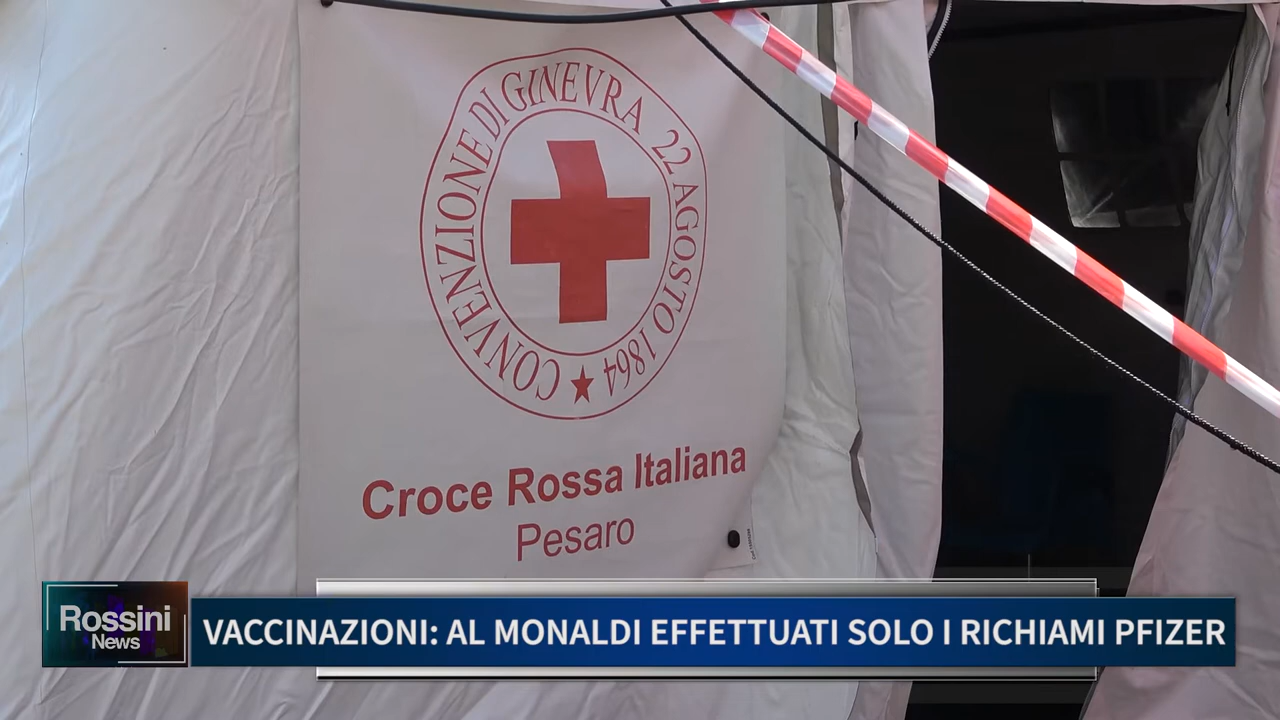 CONVENZIONE DI GINEVRA 22 AGOSTO 1864
Croce Rossa Italiana
Pesaro
Rossini
News
VACCINAZIONI: AL MONALDI EFFETTUATI SOLO I RICHIAMI PFIZER